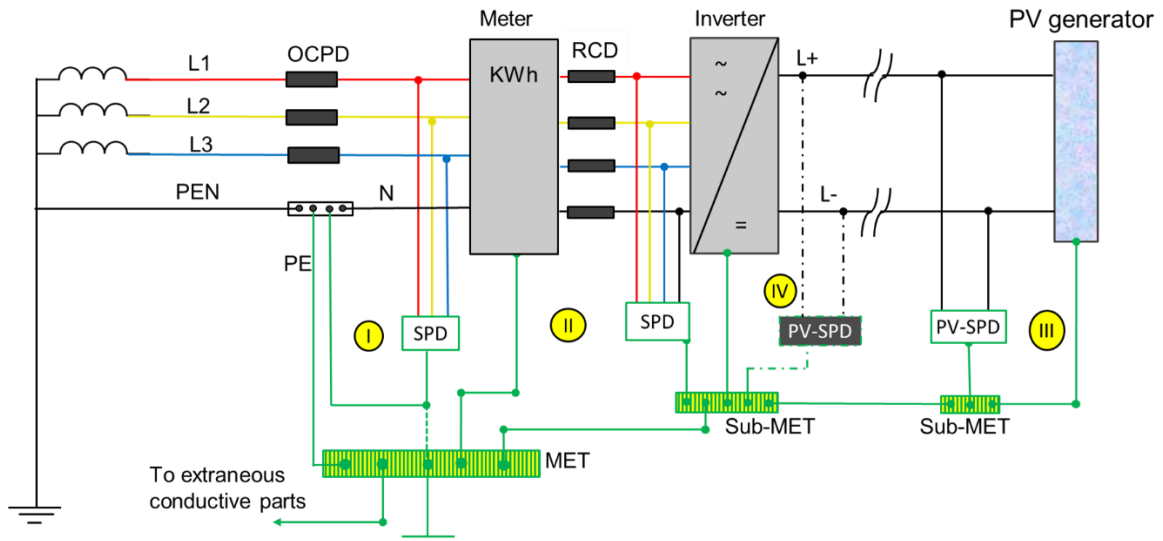 Meter
Inverter
PV generator
OCPD
RCD
L1
KWh
~
~
L+
L2
L3
PEN
N
L-
=
PE
I
SPD
II
SPD
IV
PV-SPD
PV-SPD
III
Sub-MET
Sub-MET
MET
To extraneous
conductive parts